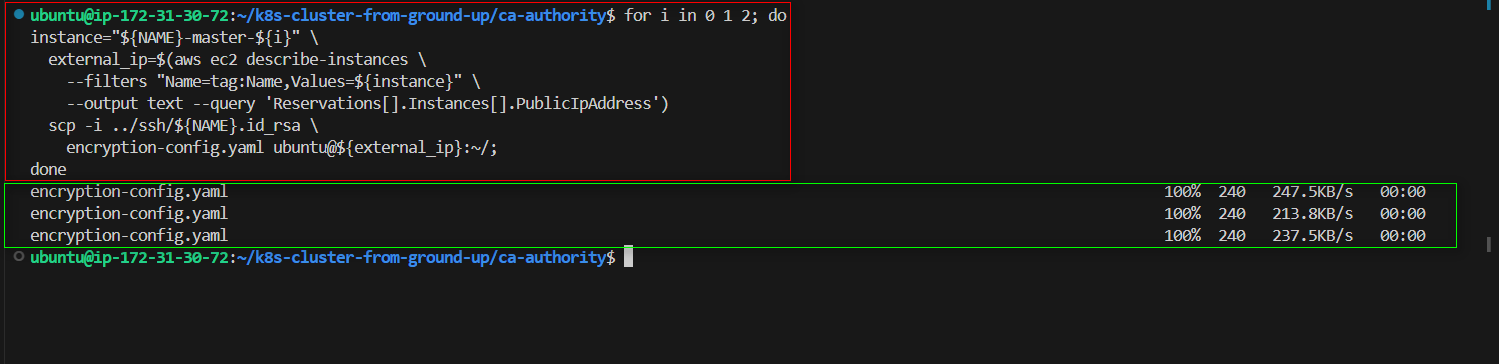 ubuntu@ip-172-31-30-72:~/k8s-cluster-from-ground-up/ca-authority$ for i in 0 1 2; do
instance="${NAME}-master-${i}" \
  external_ip=$(aws ec2 describe-instances \
    --filters "Name=tag:Name,Values=${instance}" \
    --output text --query 'Reservations[].Instances[].PublicIpAddress')
  scp -i ../ssh/${NAME}.id_rsa \
    encryption-config.yaml ubuntu@${external_ip}:~/;
done
encryption-config.yaml 100% 240 247.5KB/s 00:00
encryption-config.yaml 100% 240 213.8KB/s 00:00
encryption-config.yaml 100% 240 237.5KB/s 00:00
ubuntu@ip-172-31-30-72:~/k8s-cluster-from-ground-up/ca-authority$